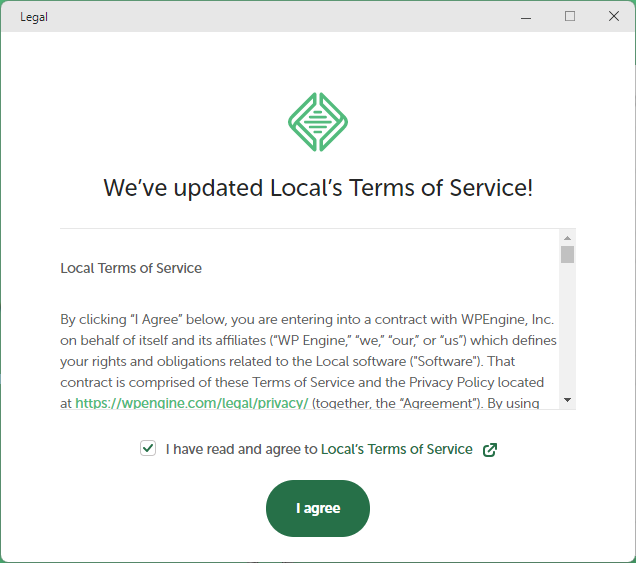 Legal
We’ve updated Local’s Terms of Service!
Local Terms of Service
By clicking “I Agree” below, you are entering into a contract with WPEngine, Inc.
on behalf of itself and its affiliates (“WP Engine,” “we,” “our,” or “us”) which defines
your rights and obligations related to the Local software ("Software"). That
contract is comprised of these Terms of Service and the Privacy Policy located
at https://wpengine.com/legal/privacy/ (together, the “Agreement”). By using
I have read and agree to Local’s Terms of Service
I agree